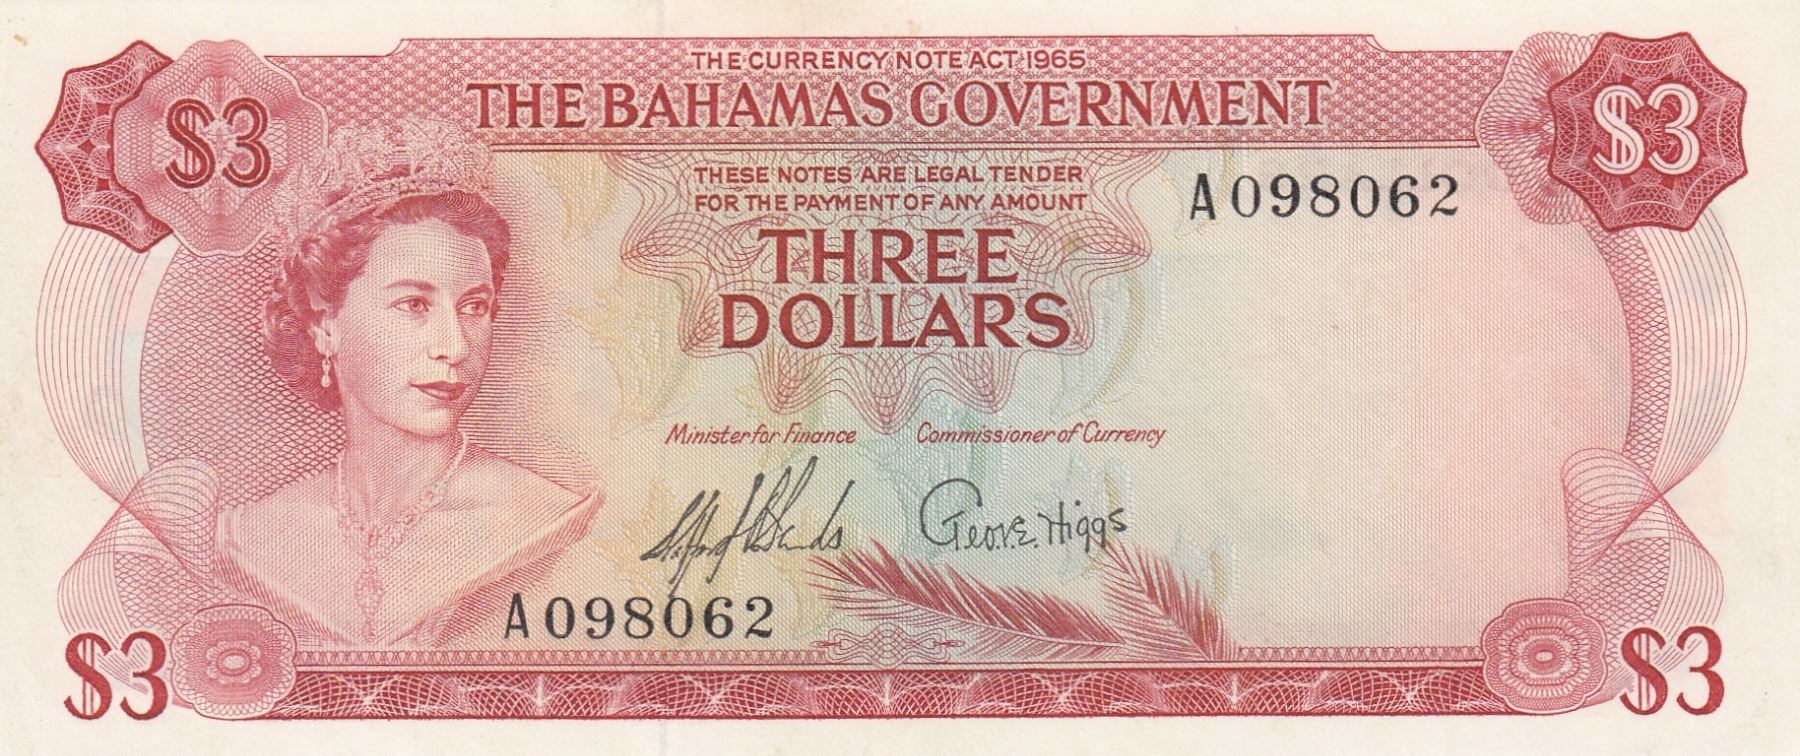 THE CURRENCY NOTE ACT 1965
THE BAHAMAS GOVERNMENT
$3
$3
THESE NOTES ARE LEGAL TENDER
FOR THE PAYMENT OF ANY AMOUNT
A098062
THREE
DOLLARS
Minister for Finance
Commissioner of Currency
Geo. R. E. Higgs
A098062
$3
$3